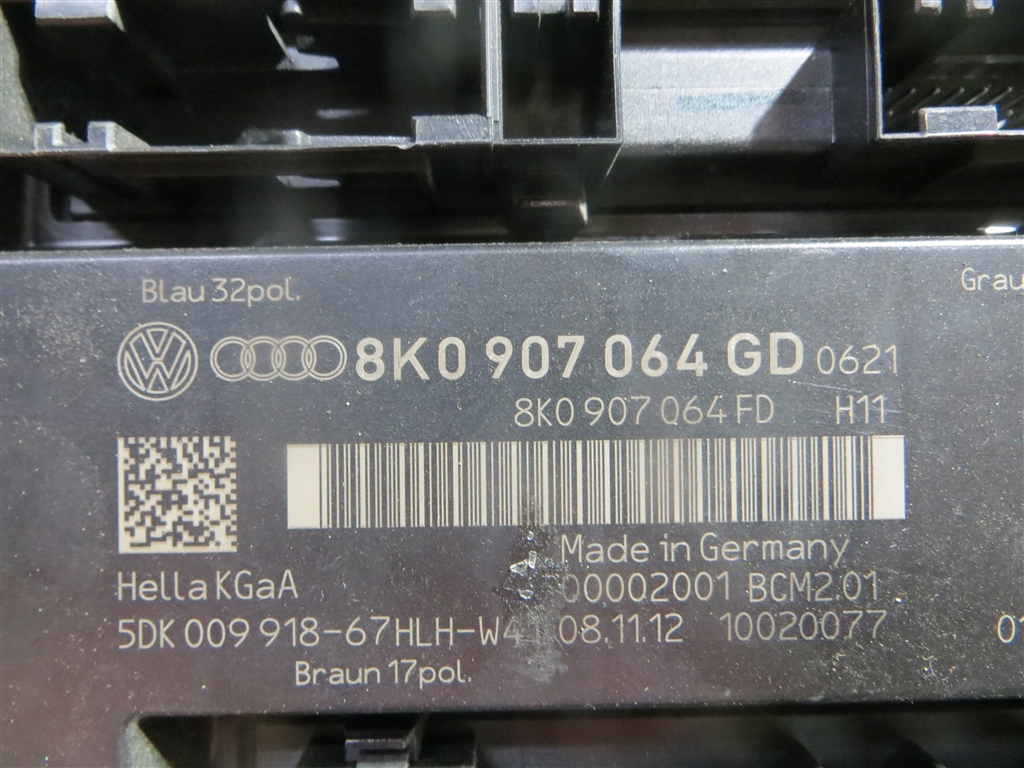 Blau 32pol.
Grau
8K0 907 064 GD 0621
8K0 907 064 FD H11
Made in Germany
Hella KGaA 00002001 BCM2.01
5DK 009 918-67HLH-W4 08.11.12 10020077 01
Braun 17pol.